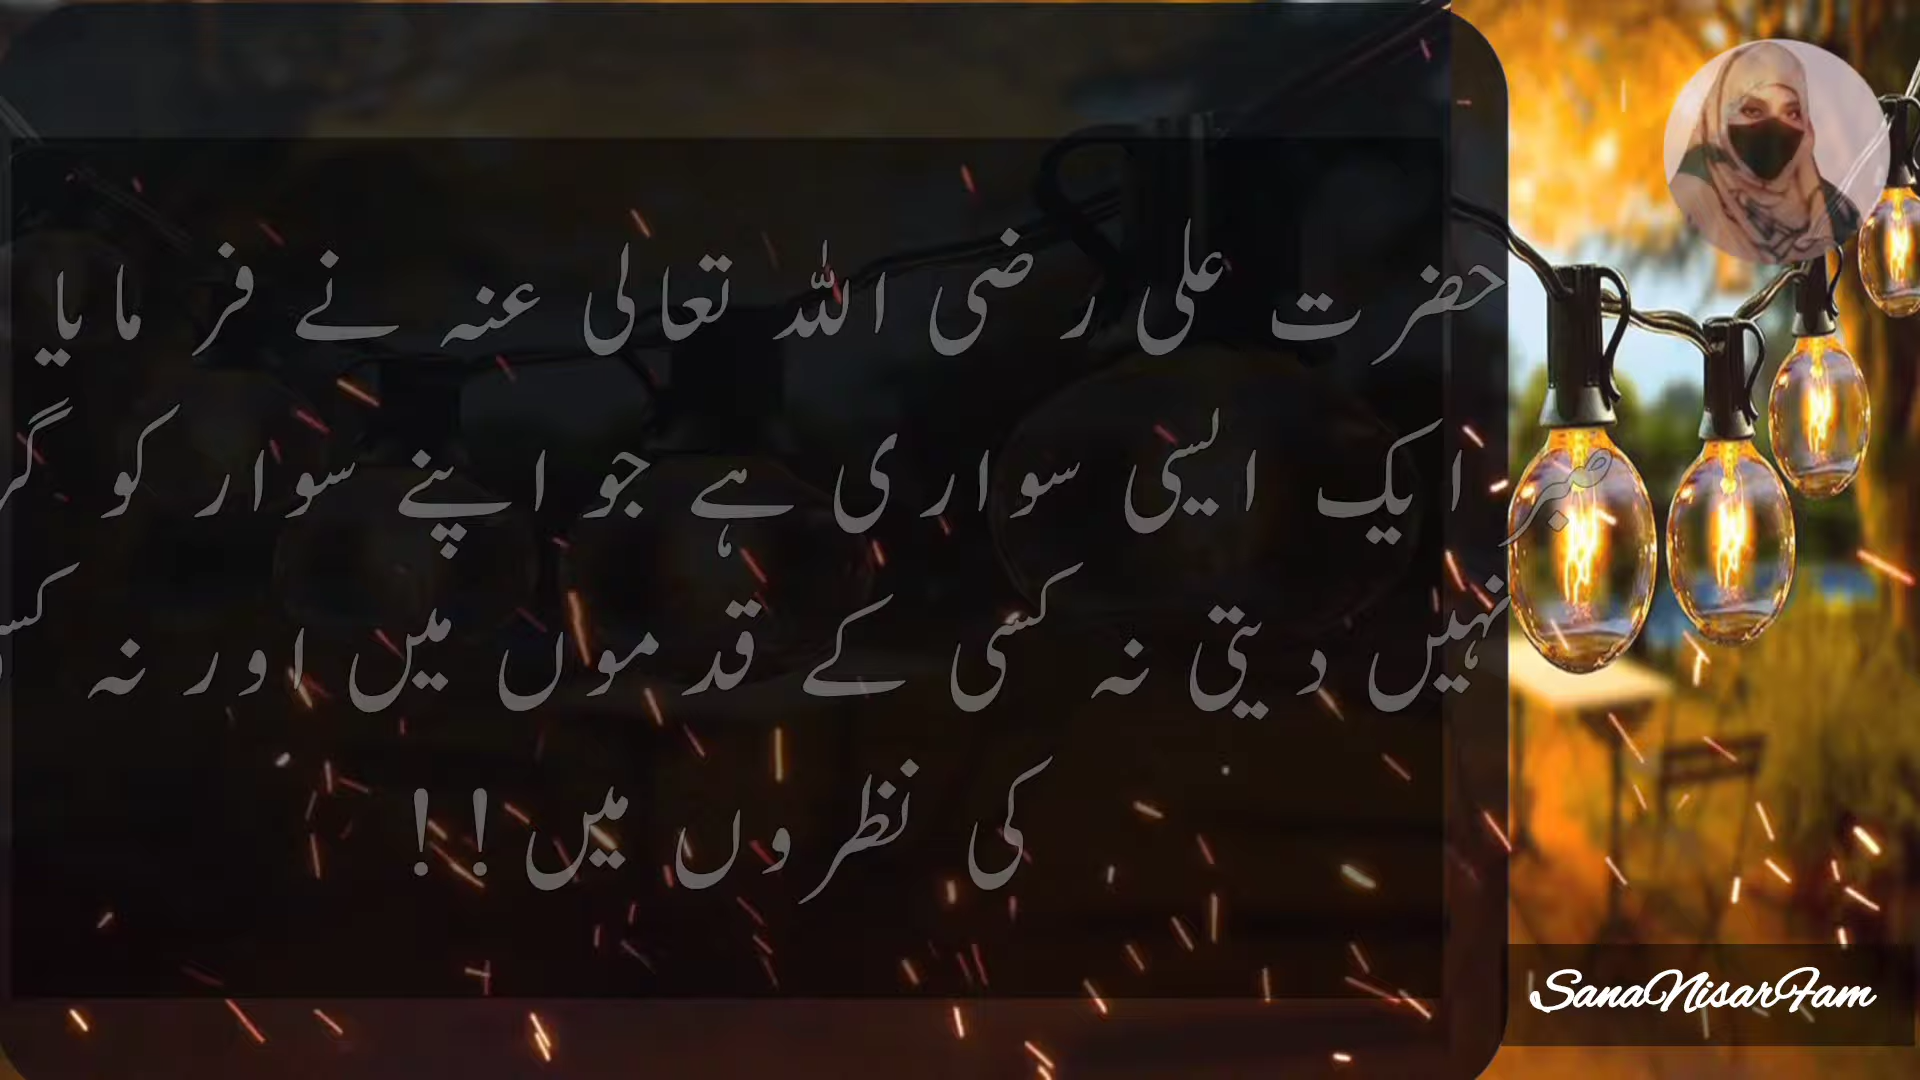 حضرت علی رضی اللہ تعالی عنہ نے فرمایا
صبر ایک ایسی سواری ہے جو اپنے سوار کو
نہیں دیتی نہ کسی کے قدموں میں اور نہ
کی نظروں میں!!
SanaNisarFam